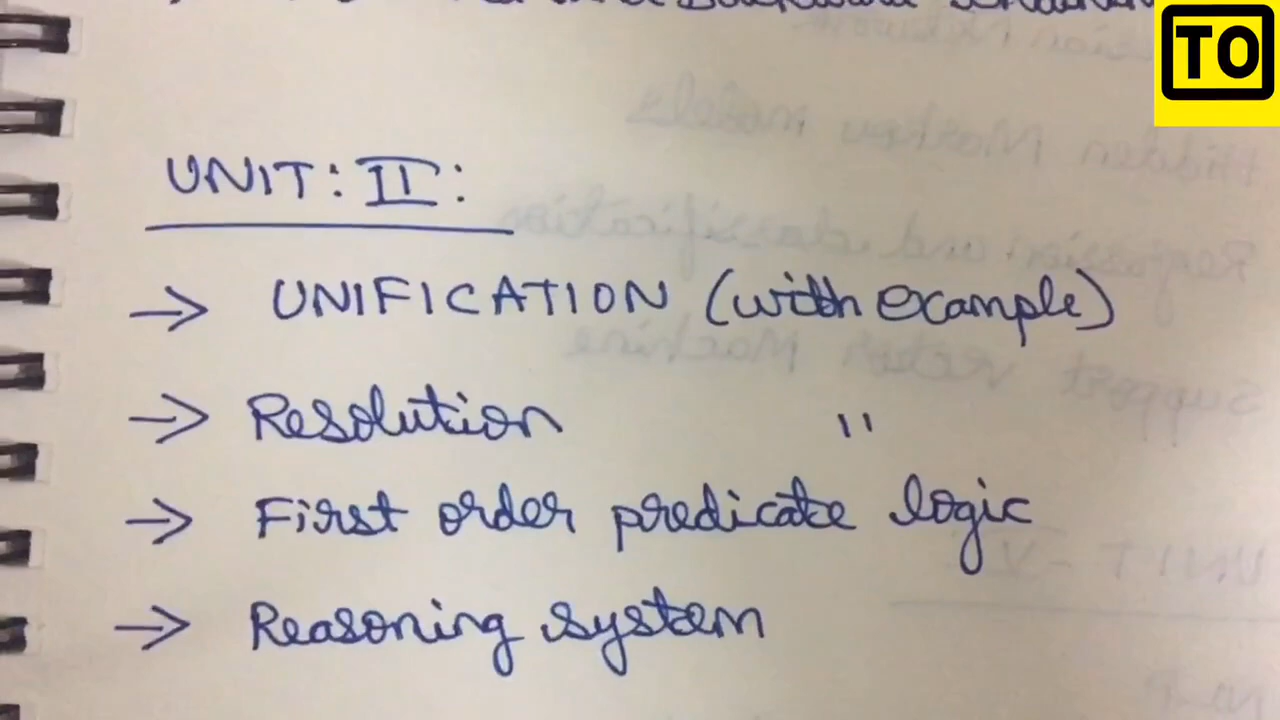 TO
UNIT: II:
→ UNIFICATION (with example)
→ Resolution "
→ First order predicate logic
→ Reasoning system